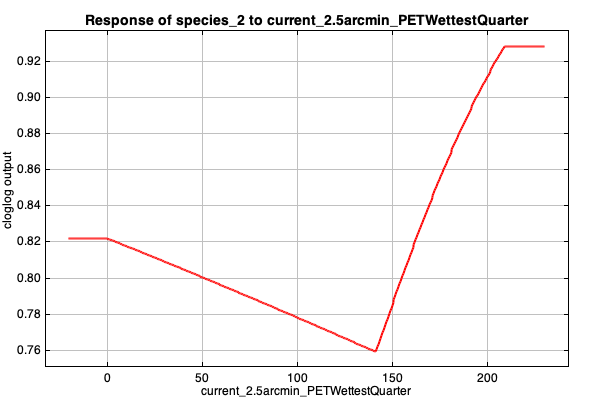 Response of species_2 to current_2.5arcmin_PETWettestQuarter
cloglog output
0.92
0.90
0.88
0.86
0.84
0.82
0.80
0.78
0.76
0 50 100 150 200
current_2.5arcmin_PETWettestQuarter